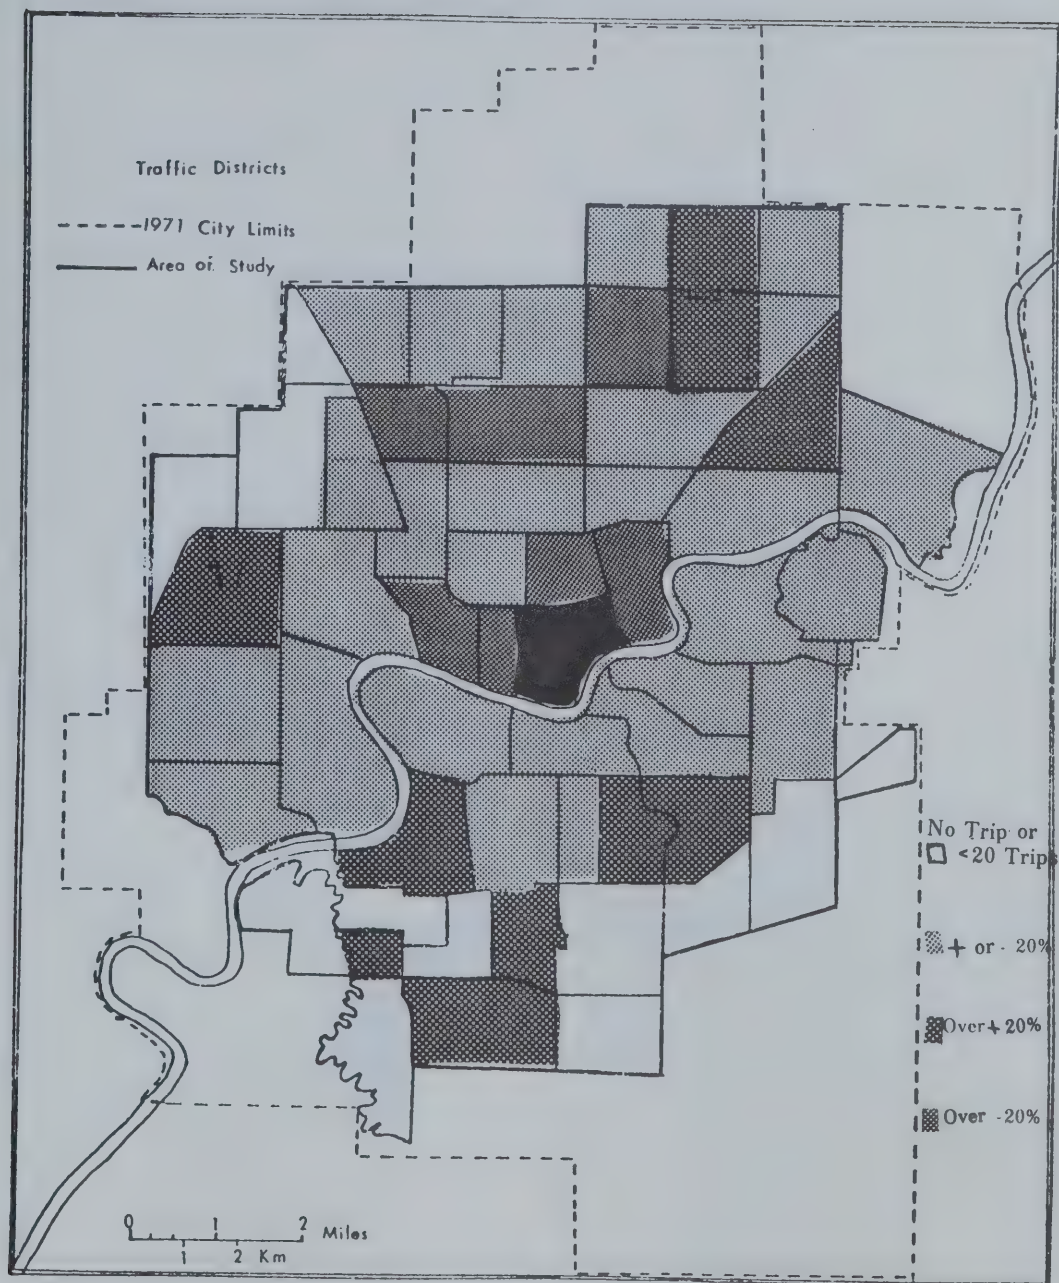 Traffic Districts
1971 City Limits
Area of Study
No Trip or
<20 Trips
+ or - 20%
Over + 20%
Over - 20%
0 1 2 Miles
1 2 Km